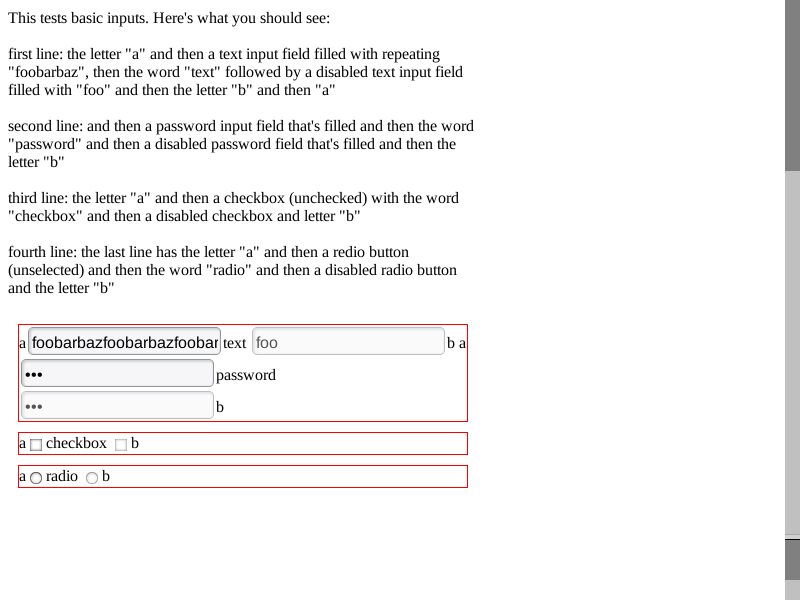 This tests basic inputs. Here's what you should see:
first line: the letter "a" and then a text input field filled with repeating
"foobarbaz", then the word "text" followed by a disabled text input field
filled with "foo" and then the letter "b" and then "a"
second line: and then a password input field that's filled and then the word
"password" and then a disabled password field that's filled and then the
letter "b"
third line: the letter "a" and then a checkbox (unchecked) with the word
"checkbox" and then a disabled checkbox and letter "b"
fourth line: the last line has the letter "a" and then a redio button
(unselected) and then the word "radio" and then a disabled radio button
and the letter "b"
a foobarbazfoobarbazfoobar text foo b a
••• password
••• b
a checkbox b
a radio b